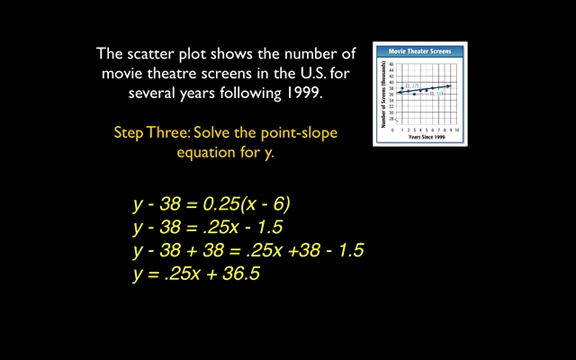 The scatter plot shows the number of
movie theatre screens in the U.S. for
several years following 1999.
Step Three: Solve the point-slope
equation for y.
y - 38 = 0.25(x - 6)
y - 38 = .25x - 1.5
y - 38 + 38 = .25x +38 - 1.5
y = .25x + 36.5
Movie Theater Screens
Number of Screens (thousands)
Years Since 1999